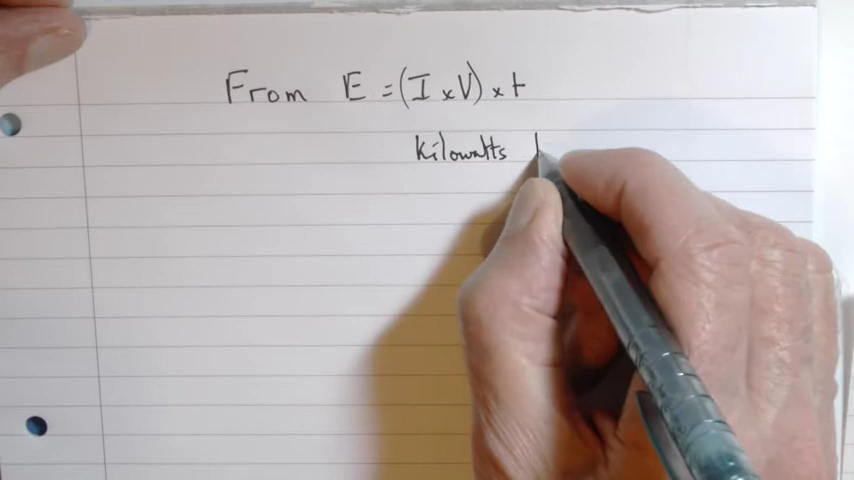 From E = (I x V) x t
kilowatts